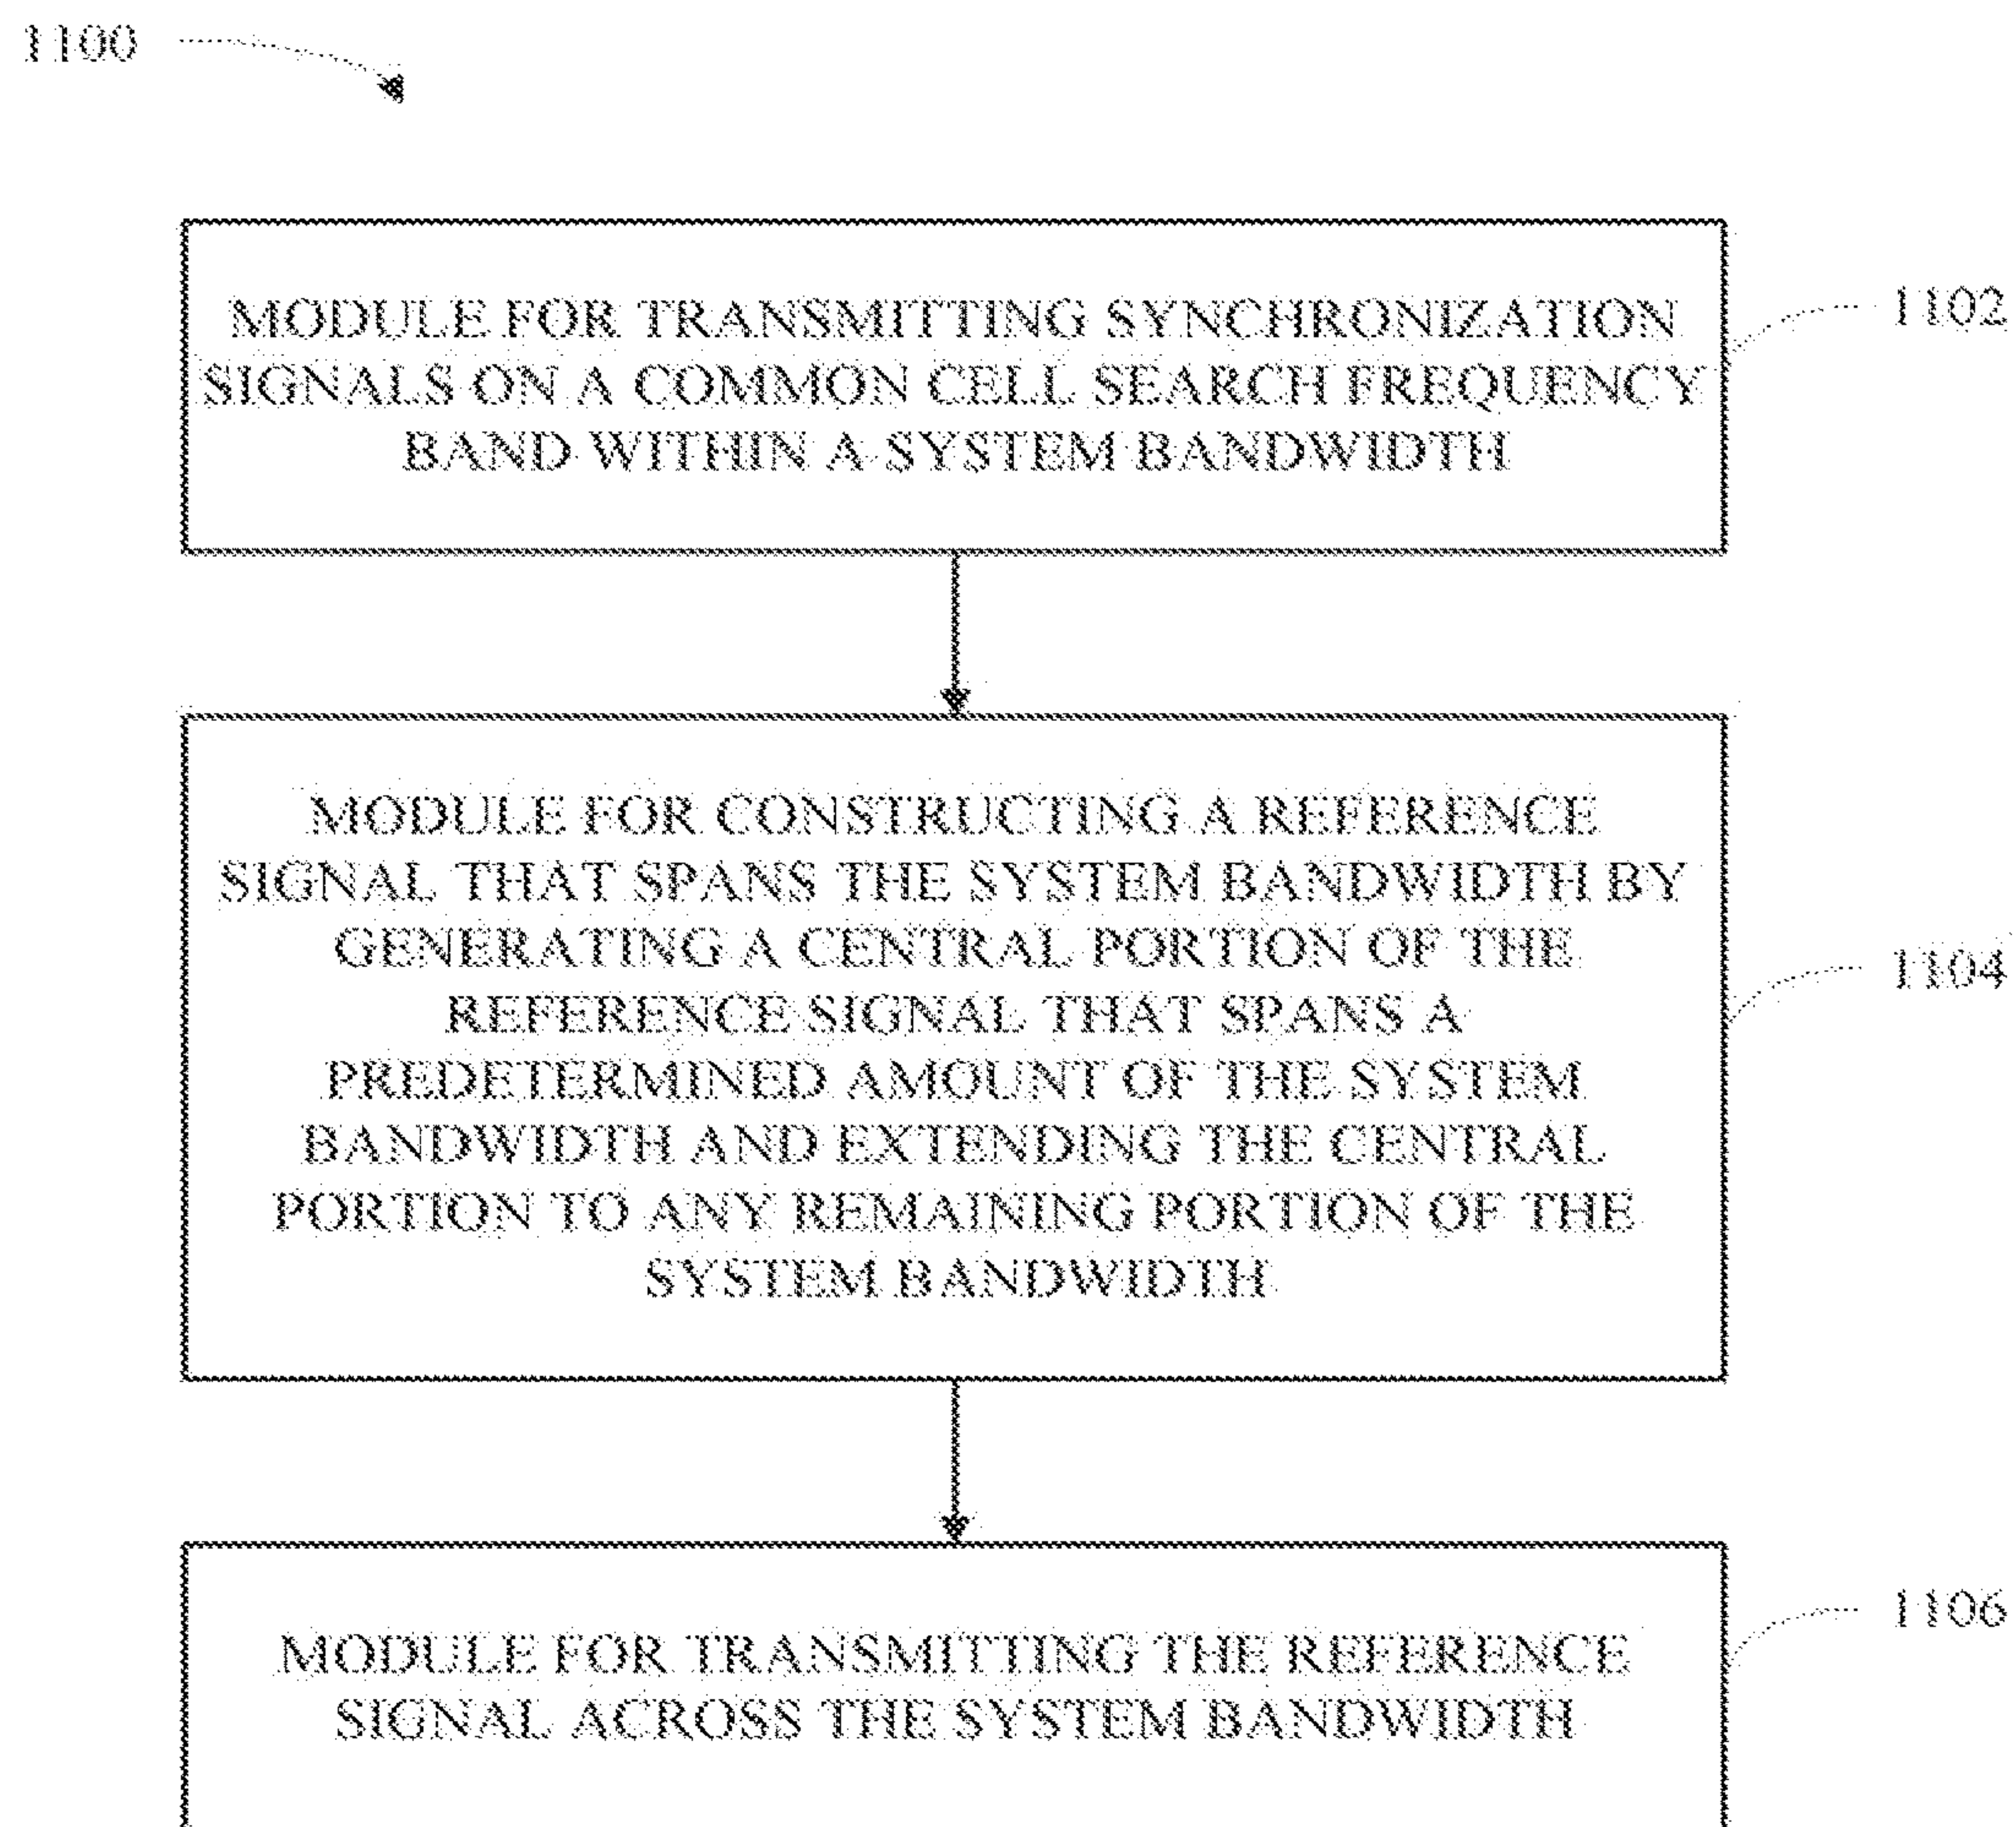 1100
MODULE FOR TRANSMITTING SYNCHRONIZATION
SIGNALS ON A COMMON CELL SEARCH FREQUENCY
BAND WITHIN A SYSTEM BANDWIDTH
1102
MODULE FOR CONSTRUCTING A REFERENCE
SIGNAL THAT SPANS THE SYSTEM BANDWIDTH BY
GENERATING A CENTRAL PORTION OF THE
REFERENCE SIGNAL THAT SPANS A
PREDETERMINED AMOUNT OF THE SYSTEM
BANDWIDTH AND EXTENDING THE CENTRAL
PORTION TO ANY REMAINING PORTION OF THE
SYSTEM BANDWIDTH
1104
MODULE FOR TRANSMITTING THE REFERENCE
SIGNAL ACROSS THE SYSTEM BANDWIDTH
1106